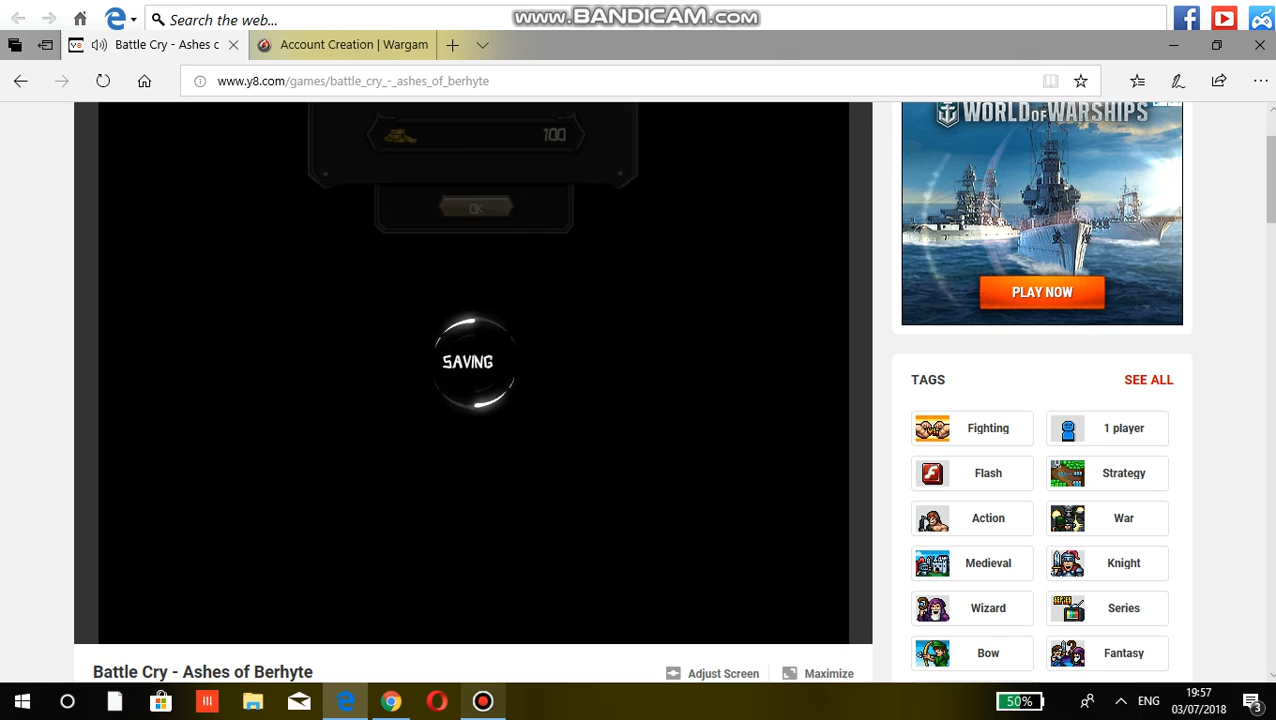 Search the web...
www.BANDICAM.com
Battle Cry - Ashes c
Account Creation | Wargam
www.y8.com/games/battle_cry_-_ashes_of_berhyte
100
OK
SAVING
WORLD OF WARSHIPS
PLAY NOW
TAGS
SEE ALL
Fighting
1 player
Flash
Strategy
Action
War
Medieval
Knight
Wizard
Series
Bow
Fantasy
Battle Cry - Ashes of Berhyte
Adjust Screen
Maximize
50%
ENG
19:57
03/07/2018
3